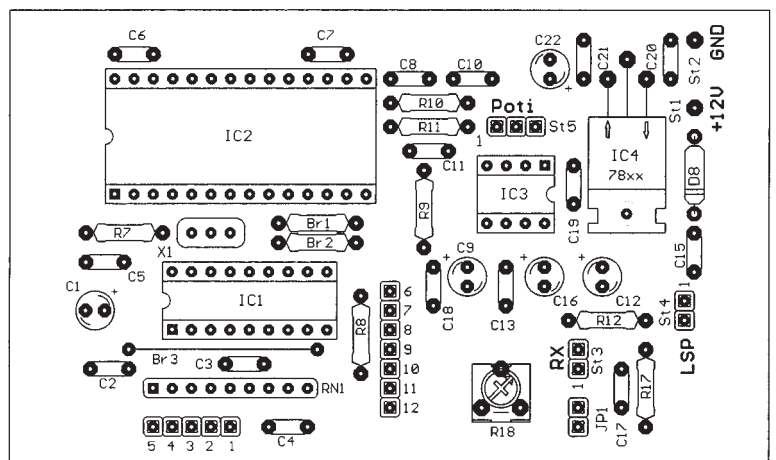 C6
C7
C22
C21
C20
GND
St2
C8
C10
R10
Poti
St1
+12V
R11
1
St5
IC2
C11
IC4
78xx
IC3
D8
R9
C19
R7
Br1
Br2
X1
C5
C15
C9
+
+
+
+
+
C1
IC1
6
7
8
9
10
11
12
C18
C13
C16
C12
1
St4
R8
R12
LSP
Br3
C2
C3
RX
St3
1
RN1
R17
JP1
R18
C17
C4
5 4 3 2 1